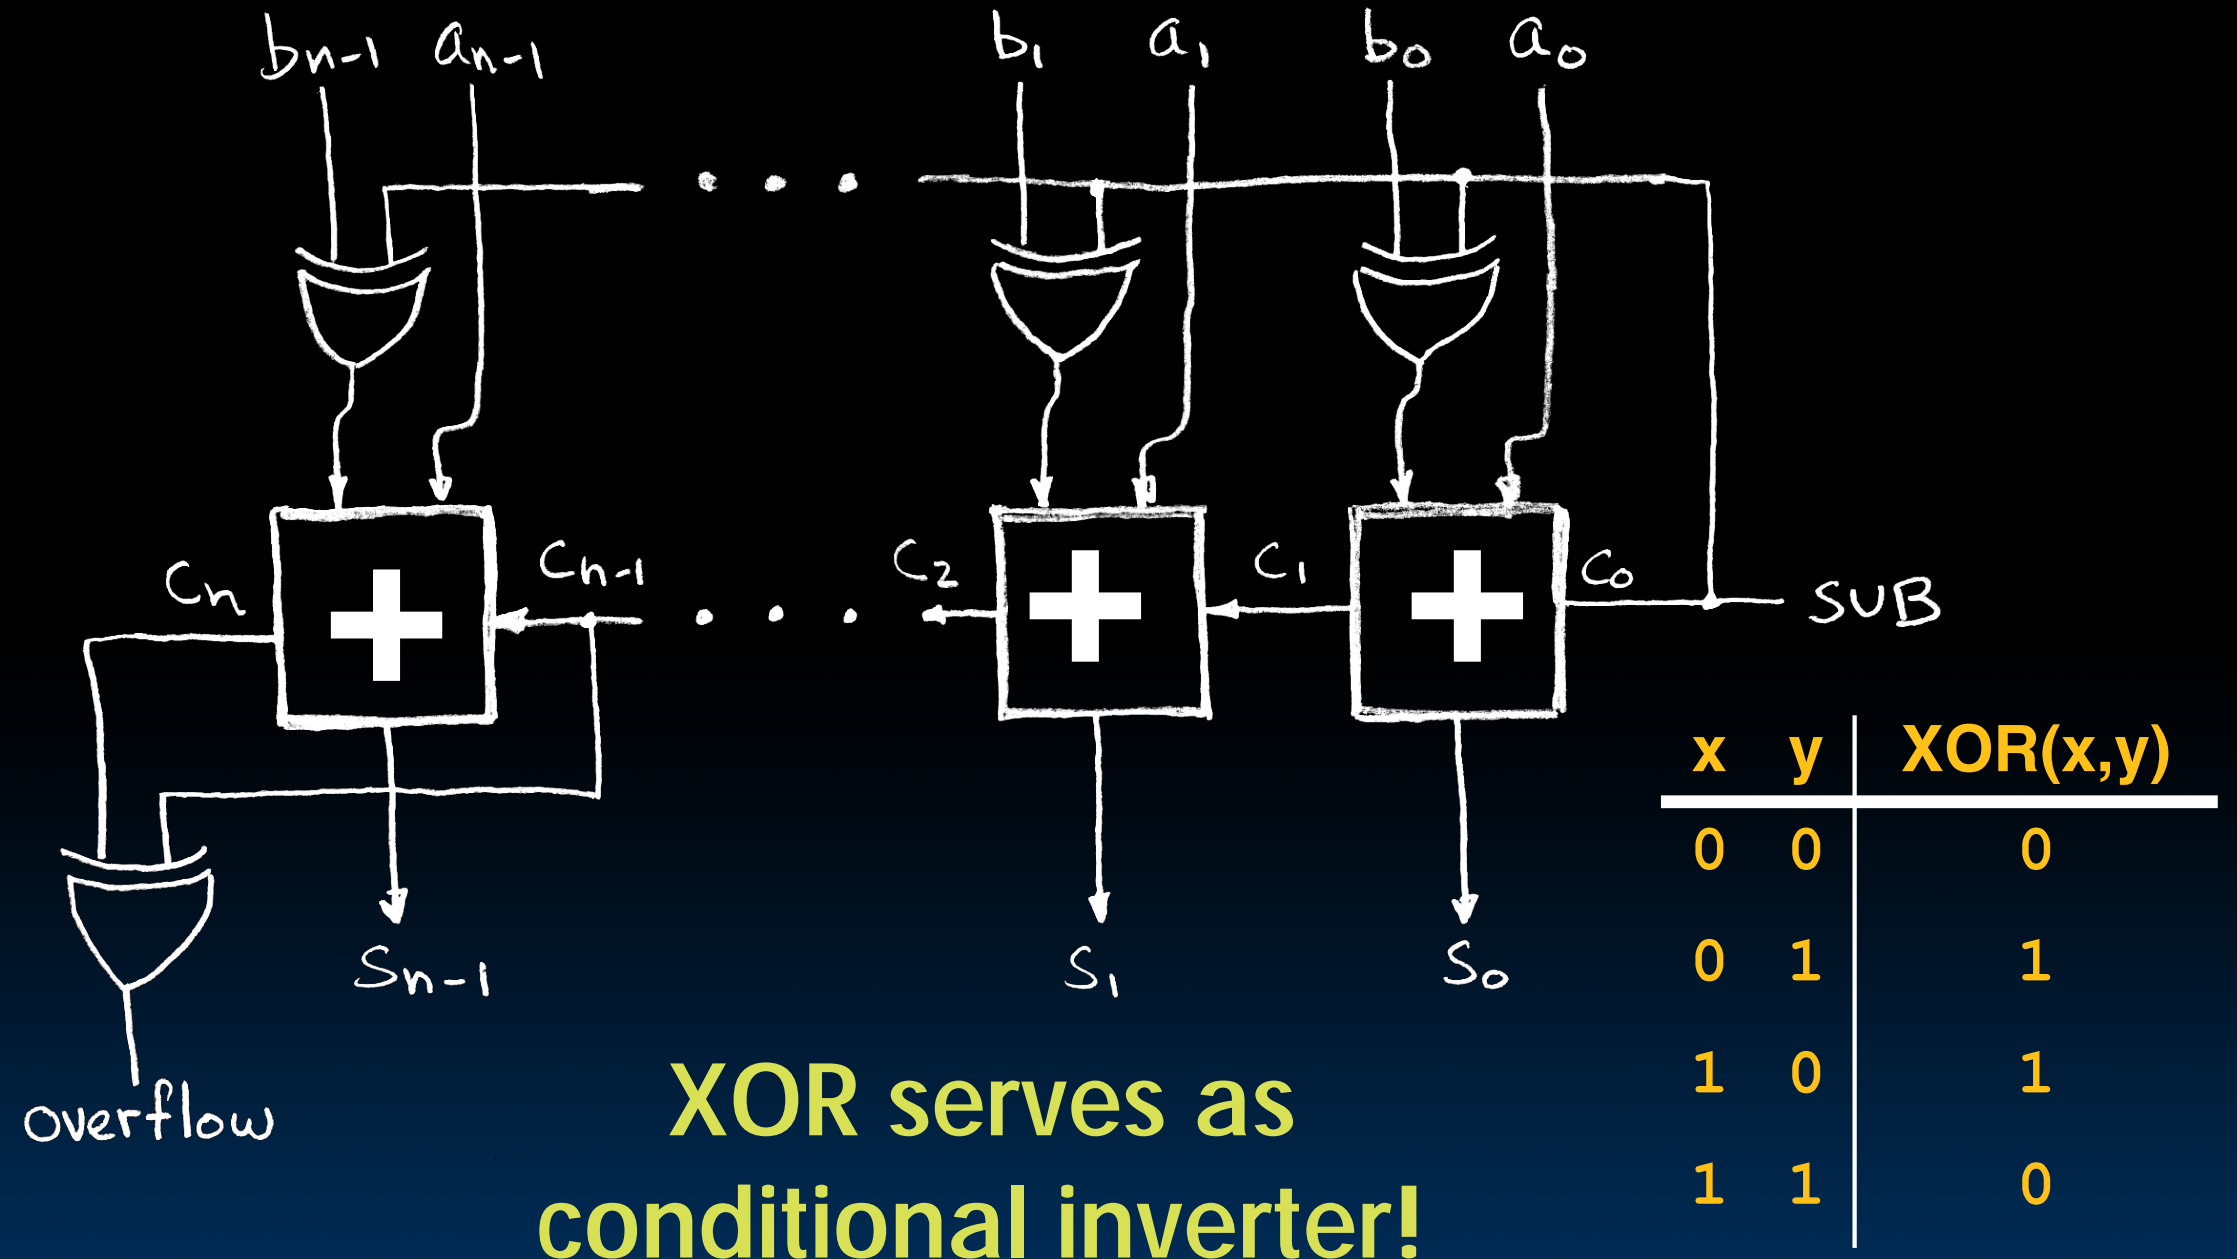 bn-1 an-1 b1 a1 b0 a0
Cn Cn-1 C2 C1 C0 SUB
x y XOR(x,y)
0 0 0
0 1 1
1 0 1
1 1 0
Sn-1 S1 S0
overflow
XOR serves as
conditional inverter!